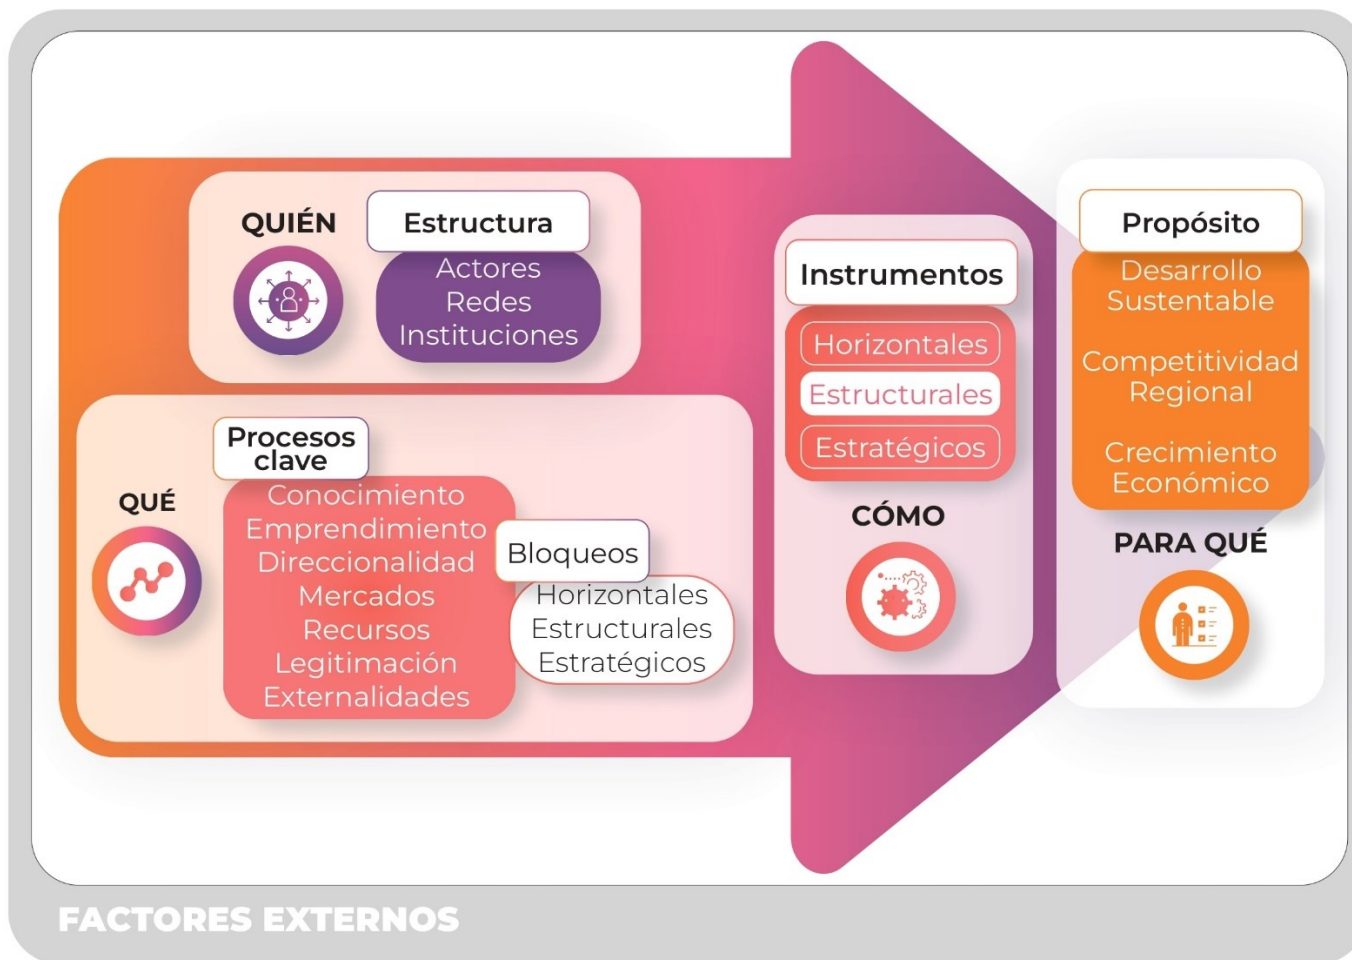 QUIÉN
Estructura
Actores
Redes
Instituciones
QUÉ
Procesos
clave
Conocimiento
Emprendimiento
Direccionalidad
Mercados
Recursos
Legitimación
Externalidades
Bloqueos
Horizontales
Estructurales
Estratégicos
Instrumentos
Horizontales
Estructurales
Estratégicos
CÓMO
Propósito
Desarrollo
Sustentable
Competitividad
Regional
Crecimiento
Económico
PARA QUÉ
FACTORES EXTERNOS